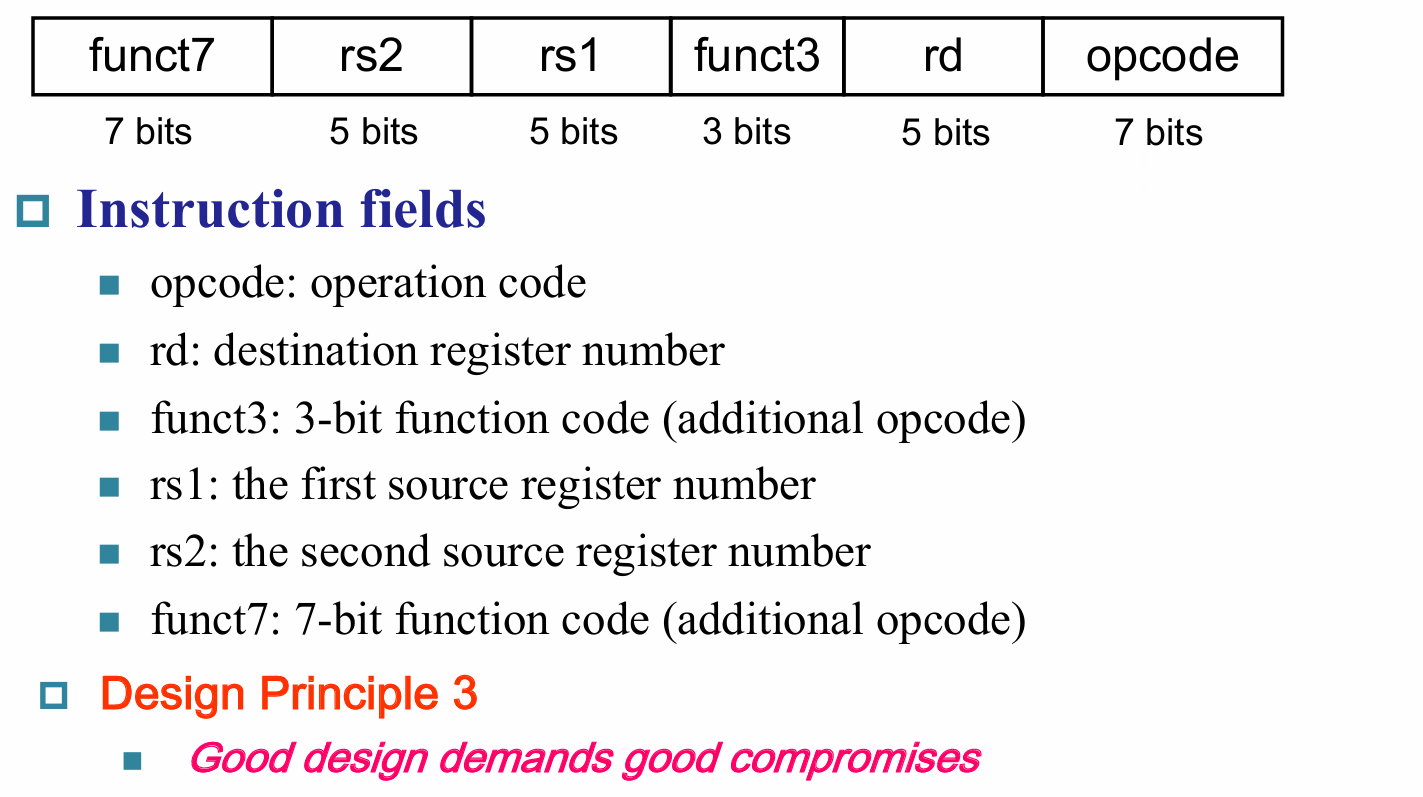 funct7 rs2 rs1 funct3 rd opcode
7 bits 5 bits 5 bits 3 bits 5 bits 7 bits
Instruction fields
opcode: operation code
rd: destination register number
funct3: 3-bit function code (additional opcode)
rs1: the first source register number
rs2: the second source register number
funct7: 7-bit function code (additional opcode)
Design Principle 3
Good design demands good compromises